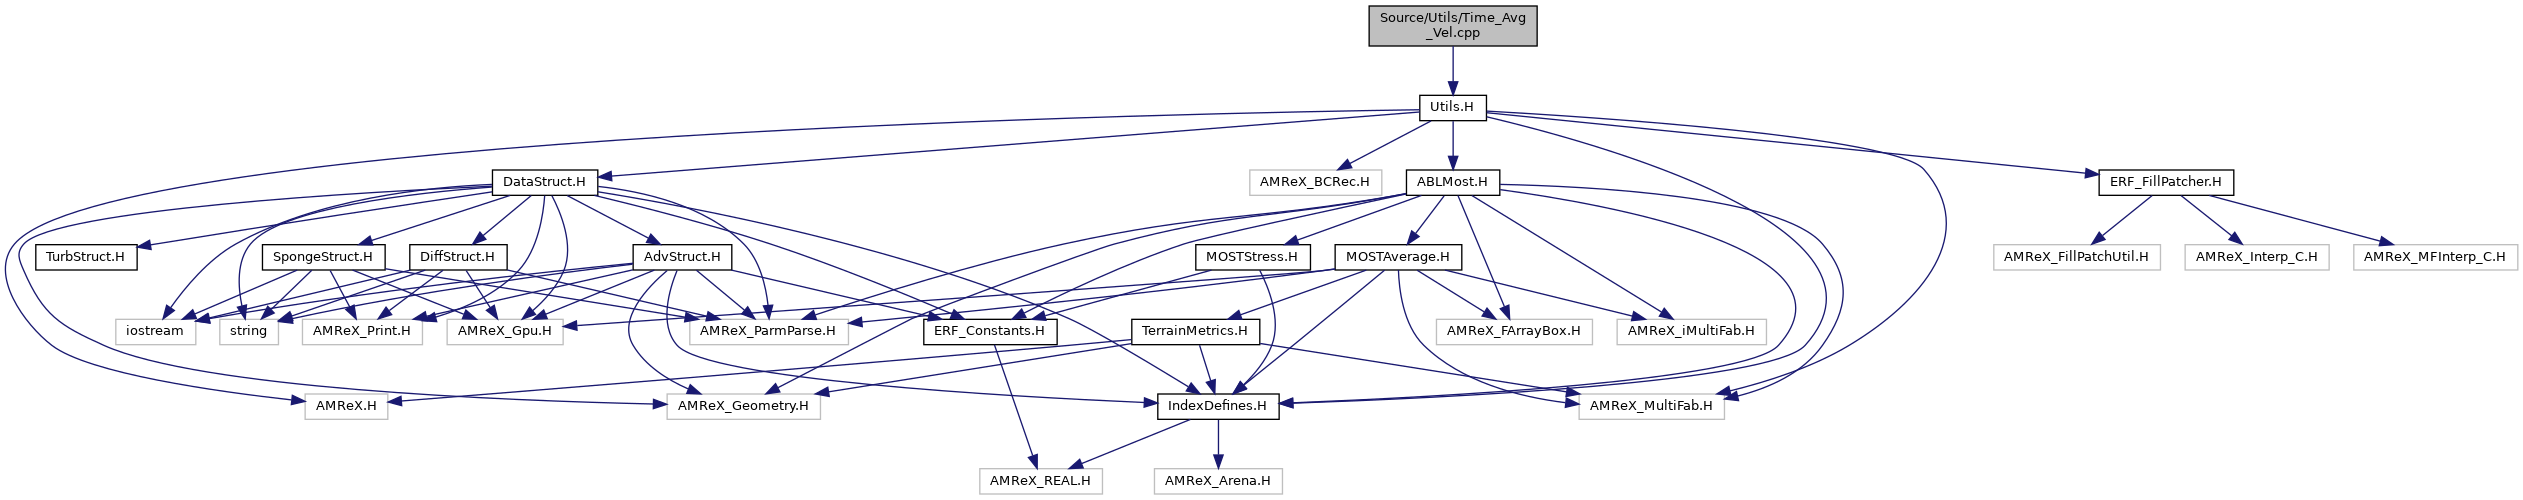 Source/Utils/Time_Avg
_Vel.cpp
Utils.H
DataStruct.H
AMReX_BCRec.H
ABLMost.H
ERF_FillPatcher.H
TurbStruct.H
SpongeStruct.H
DiffStruct.H
AdvStruct.H
MOSTStress.H
MOSTAverage.H
AMReX_FillPatchUtil.H
AMReX_Interp_C.H
AMReX_MFInterp_C.H
iostream
string
AMReX_Print.H
AMReX_Gpu.H
AMReX_ParmParse.H
ERF_Constants.H
TerrainMetrics.H
AMReX_FArrayBox.H
AMReX_iMultiFab.H
AMReX.H
AMReX_Geometry.H
IndexDefines.H
AMReX_MultiFab.H
AMReX_REAL.H
AMReX_Arena.H